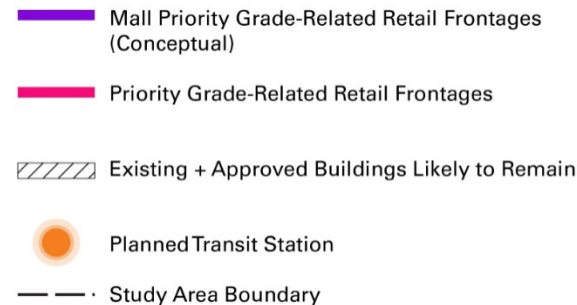 Mall Priority Grade-Related Retail Frontages
(Conceptual)
Priority Grade-Related Retail Frontages
Existing + Approved Buildings Likely to Remain
Planned Transit Station
Study Area Boundary